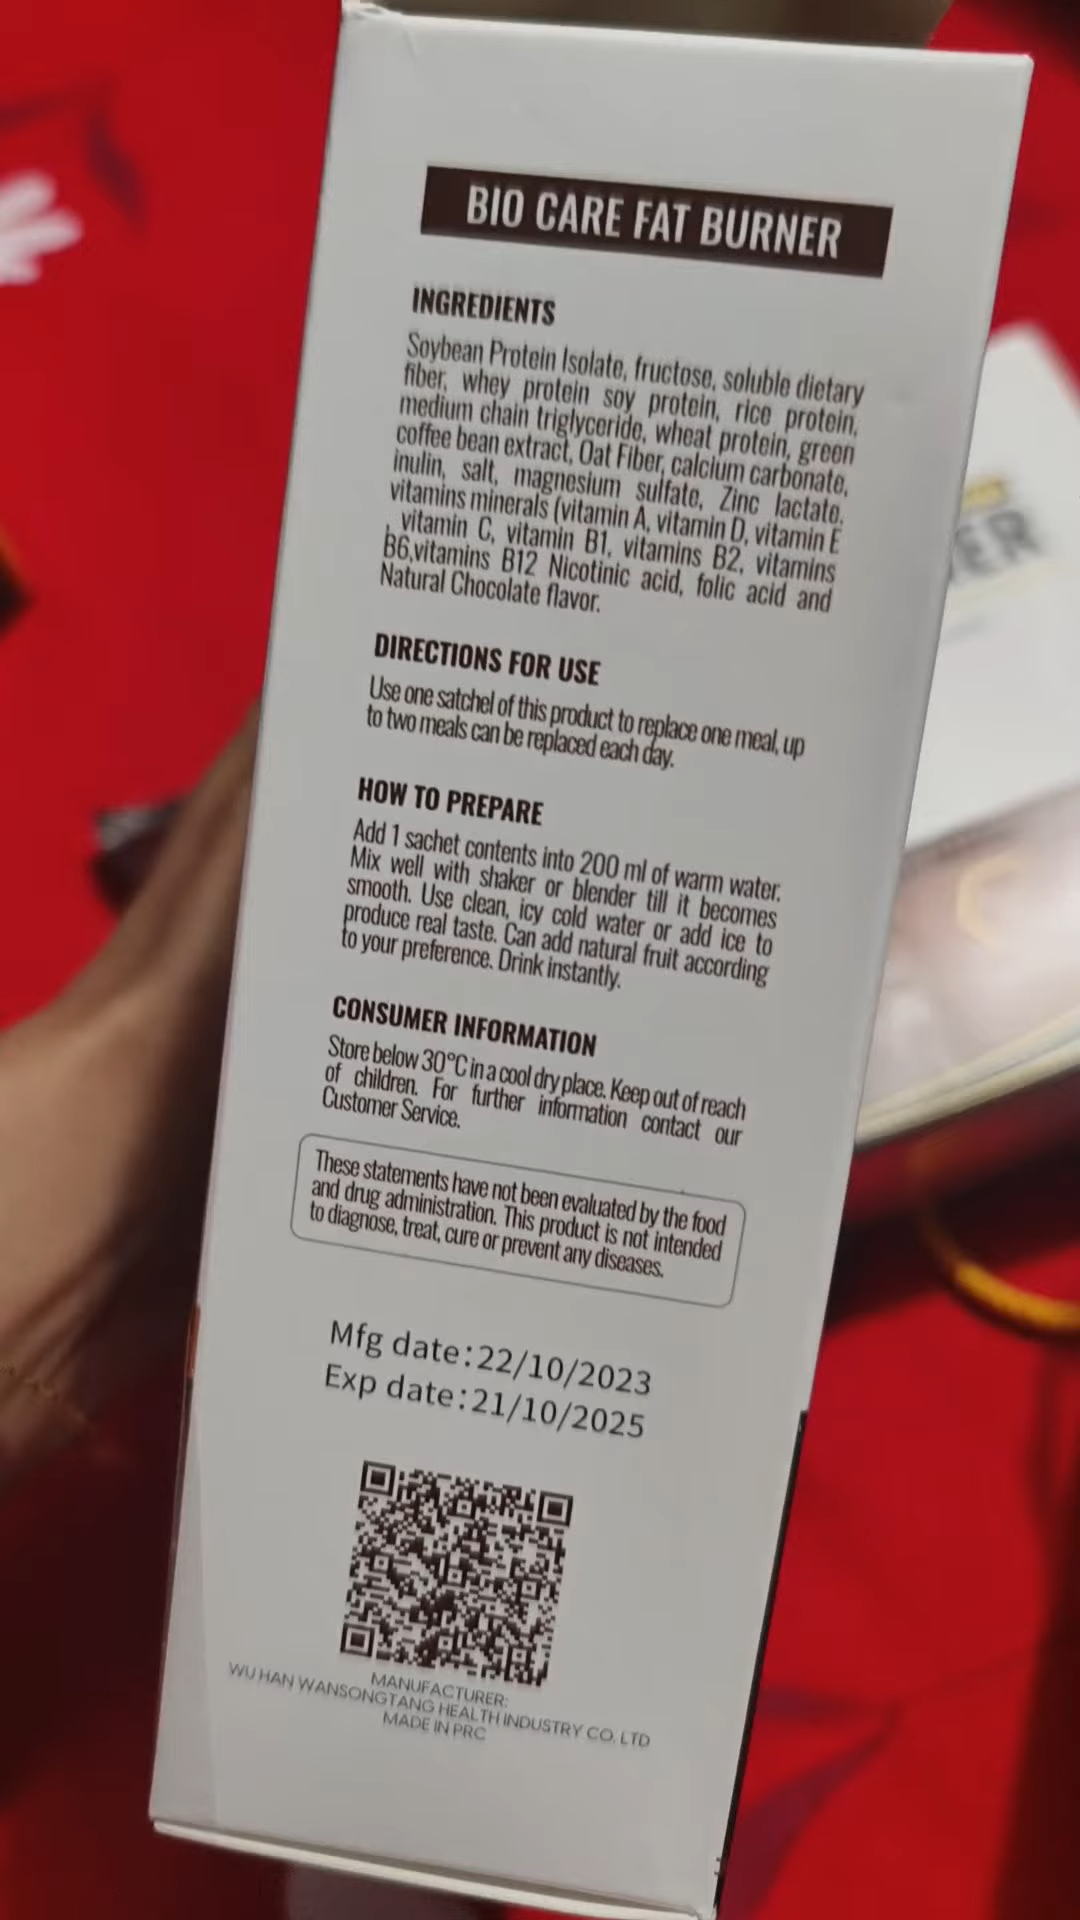 BIO CARE FAT BURNER
INGREDIENTS
Soybean Protein Isolate, fructose, soluble dietary
fiber, whey protein soy protein, rice protein,
medium chain triglyceride, wheat protein, green
coffee bean extract, Oat Fiber, calcium carbonate,
inulin, salt, magnesium sulfate, Zinc lactate,
vitamins minerals (vitamin A, vitamin D, vitamin E
, vitamin C, vitamin B1, vitamins B2, vitamins
B6,vitamins B12 Nicotinic acid, folic acid and
Natural Chocolate flavor.
DIRECTIONS FOR USE
Use one satchel of this product to replace one meal, up
to two meals can be replaced each day.
HOW TO PREPARE
Add 1 sachet contents into 200 ml of warm water.
Mix well with shaker or blender till it becomes
smooth. Use clean, icy cold water or add ice to
produce real taste. Can add natural fruit according
to your preference. Drink instantly.
CONSUMER INFORMATION
Store below 30°C in a cool dry place. Keep out of reach
of children. For further information contact our
Customer Service.
These statements have not been evaluated by the food
and drug administration. This product is not intended
to diagnose, treat, cure or prevent any diseases.
Mfg date:22/10/2023
Exp date:21/10/2025
MANUFACTURER:
WU HAN WANSONGTANG HEALTH INDUSTRY CO. LTD
MADE IN PRC
ER